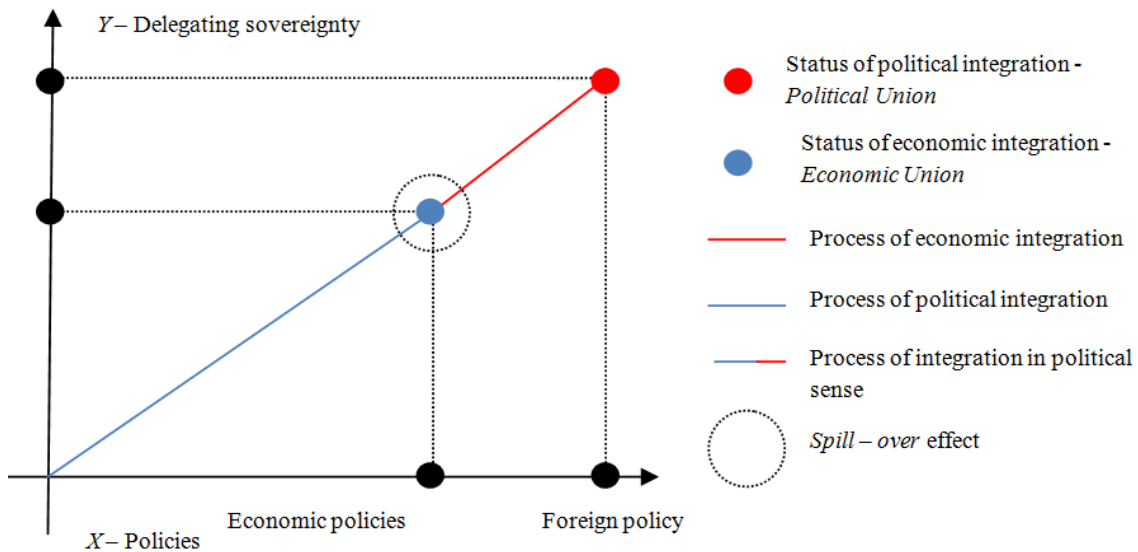 Y – Delegating sovereignty
Status of political integration -
Political Union
Status of economic integration -
Economic Union
Process of economic integration
Process of political integration
Process of integration in political
sense
Spill – over effect
Economic policies
Foreign policy
X – Policies